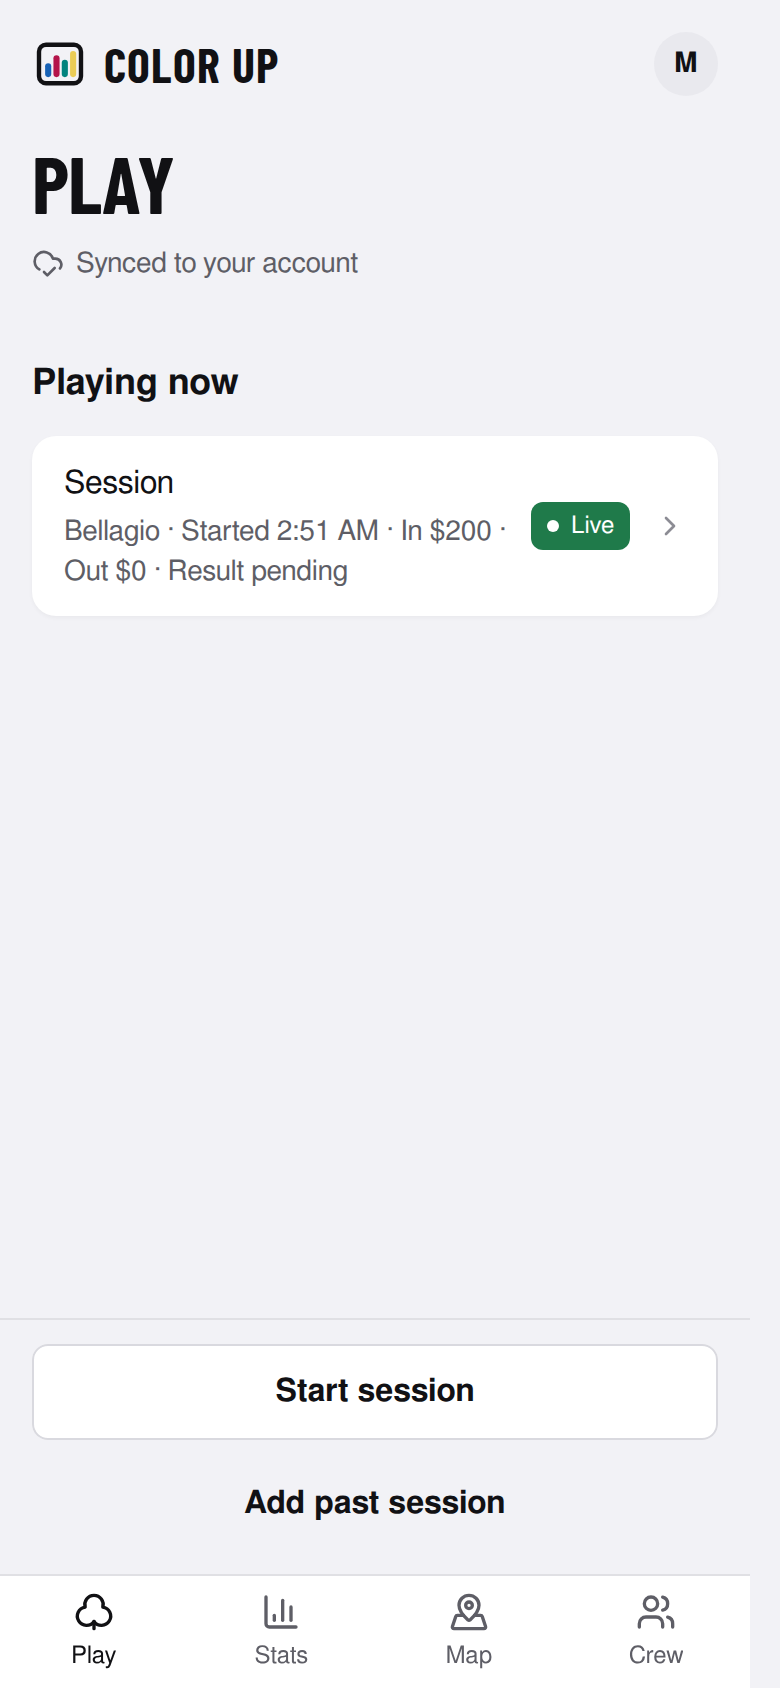 COLOR UP
M
PLAY
Synced to your account
Playing now
Session
Bellagio · Started 2:51 AM · In $200 ·
Out $0 · Result pending
Live
Start session
Add past session
Play
Stats
Map
Crew